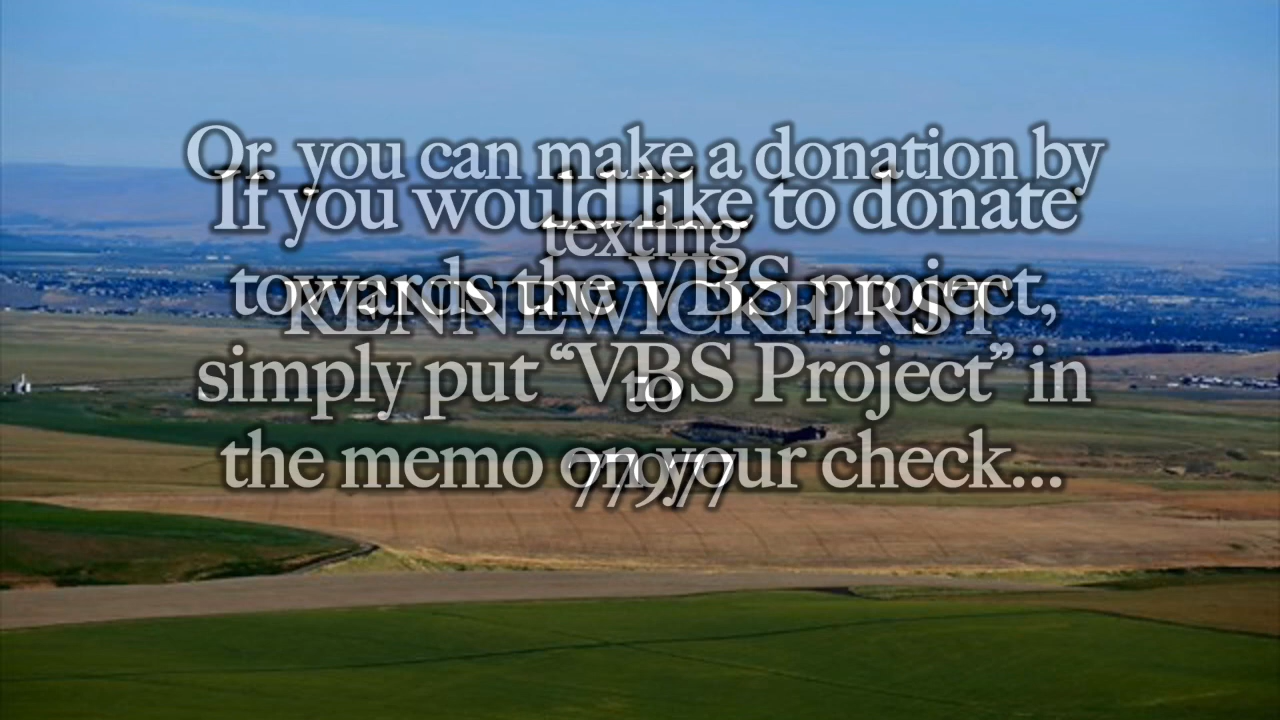 If you would like to donate
towards the VBS project,
simply put “VBS Project” in
the memo on your check...
Or, you can make a donation by
texting
KENNEWICKFIRST
to
77977